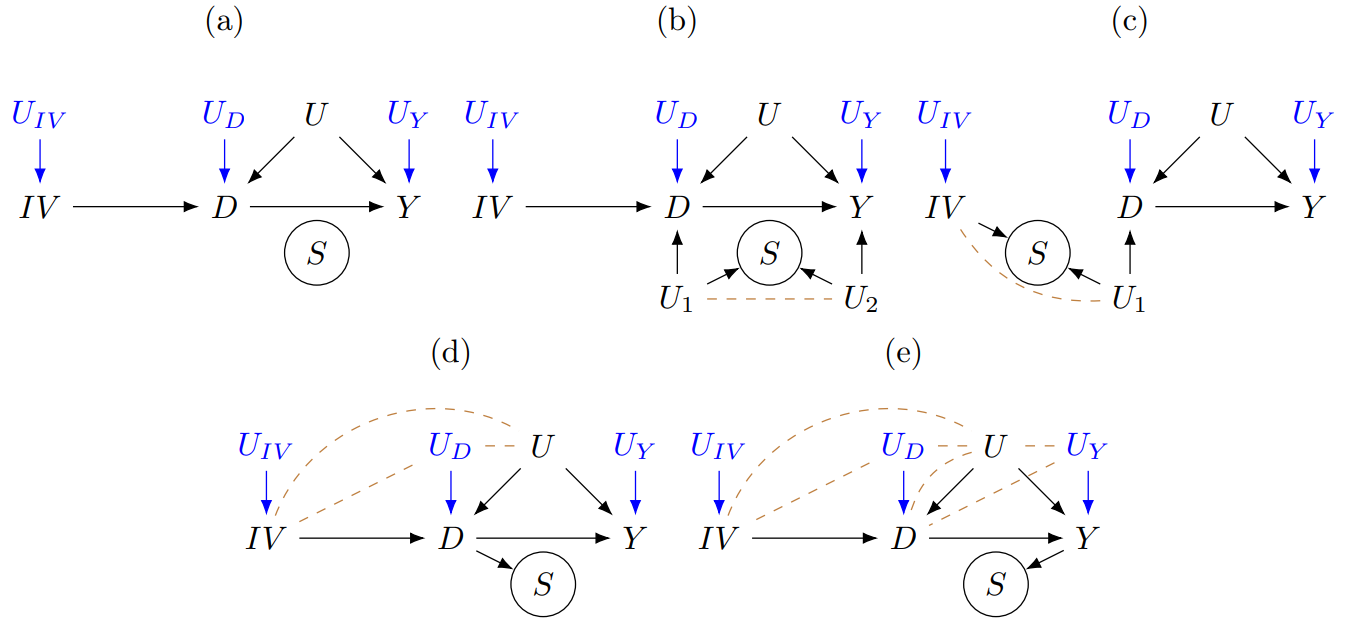 (a) (b) (c)
U_{IV} U_D U U_Y U_{IV} U_D U U_Y U_{IV} U_D U U_Y
IV D Y IV D Y IV D Y
S S S
U_1 U_2 U_1
(d) (e)
U_{IV} U_D U U_Y U_{IV} U_D U U_Y
IV D Y IV D Y
S S